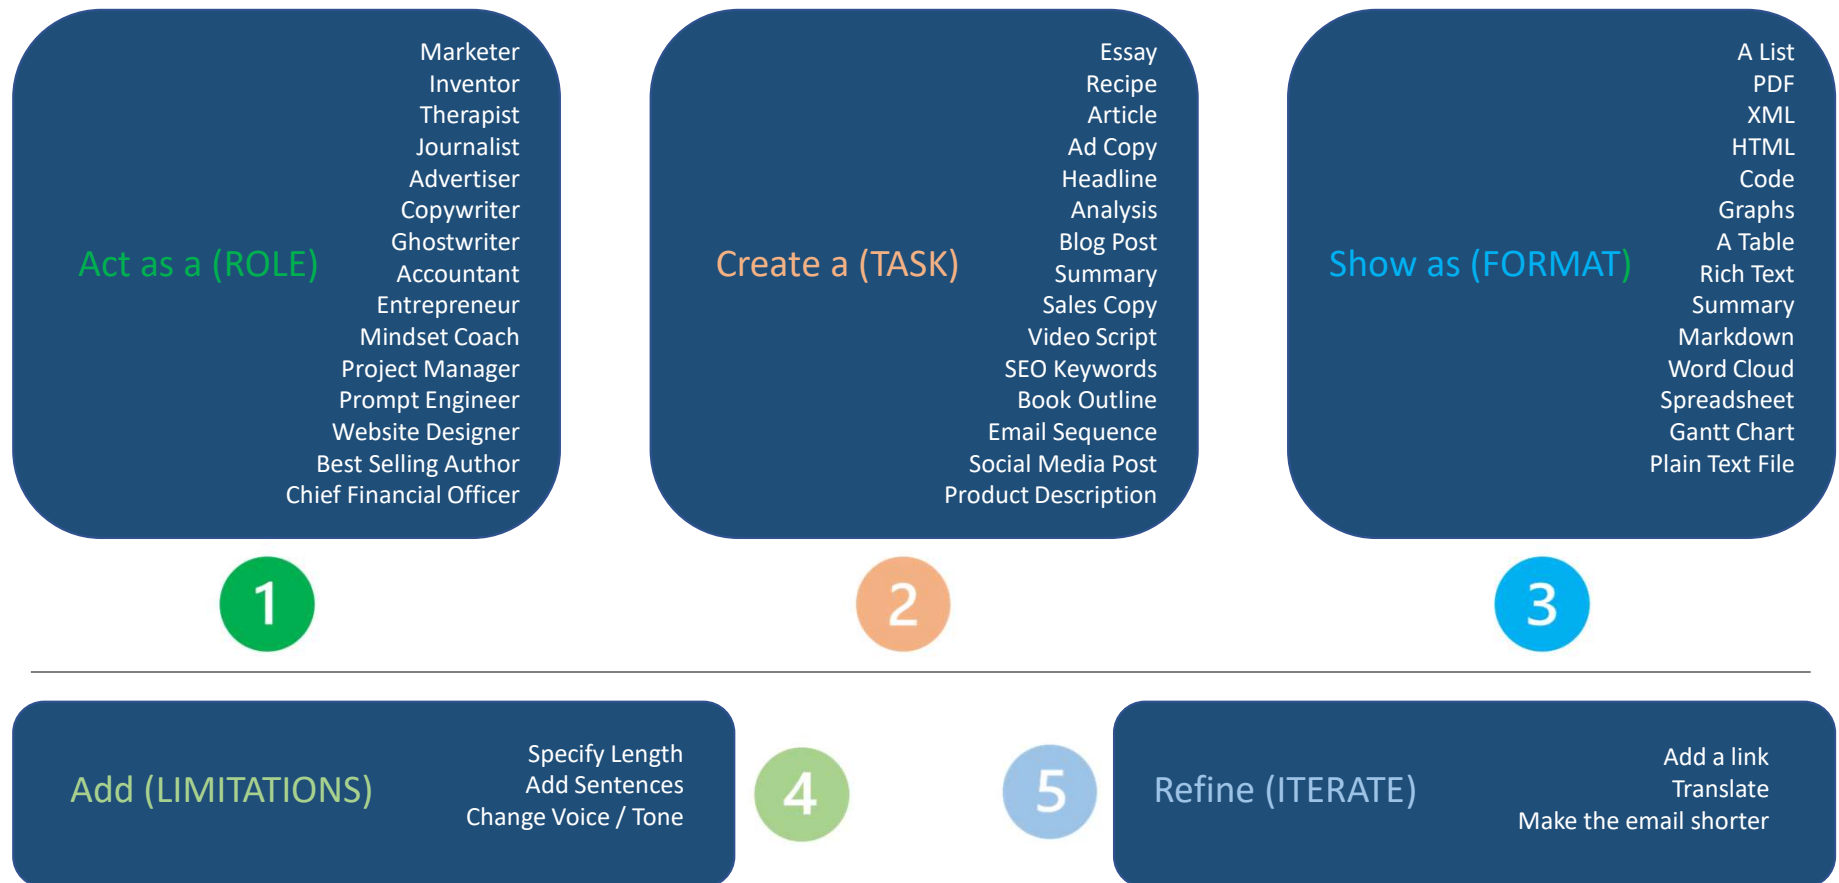 Act as a (ROLE)
Marketer
Inventor
Therapist
Journalist
Advertiser
Copywriter
Ghostwriter
Accountant
Entrepreneur
Mindset Coach
Project Manager
Prompt Engineer
Website Designer
Best Selling Author
Chief Financial Officer
1
Create a (TASK)
Essay
Recipe
Article
Ad Copy
Headline
Analysis
Blog Post
Summary
Sales Copy
Video Script
SEO Keywords
Book Outline
Email Sequence
Social Media Post
Product Description
2
Show as (FORMAT)
A List
PDF
XML
HTML
Code
Graphs
A Table
Rich Text
Summary
Markdown
Word Cloud
Spreadsheet
Gantt Chart
Plain Text File
3
Add (LIMITATIONS)
Specify Length
Add Sentences
Change Voice / Tone
4
5
Refine (ITERATE)
Add a link
Translate
Make the email shorter